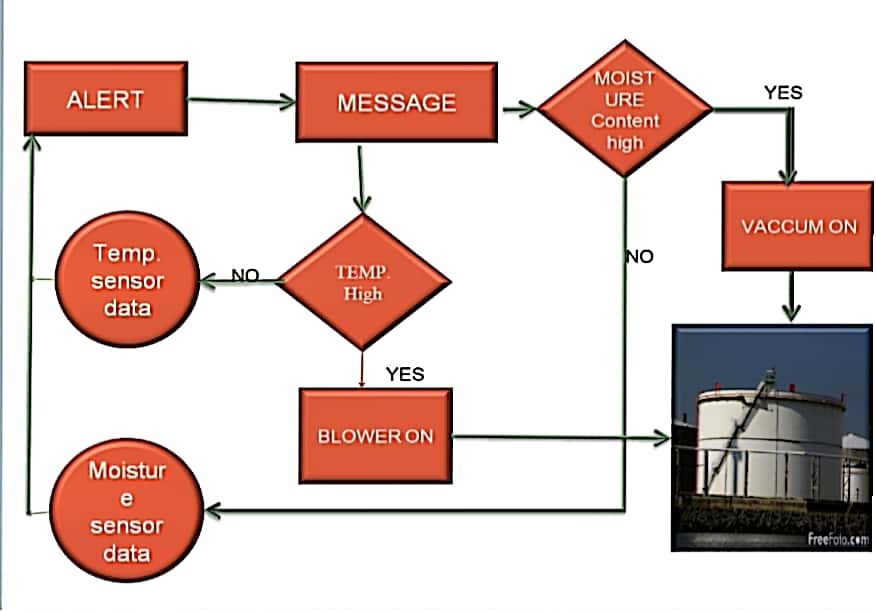 ALERT
MESSAGE
MOIST
URE
Content
high
YES
VACCUM ON
Temp.
sensor
data
NO
TEMP.
High
NO
YES
BLOWER ON
Moistur
e
sensor
data
FreeFoto.com